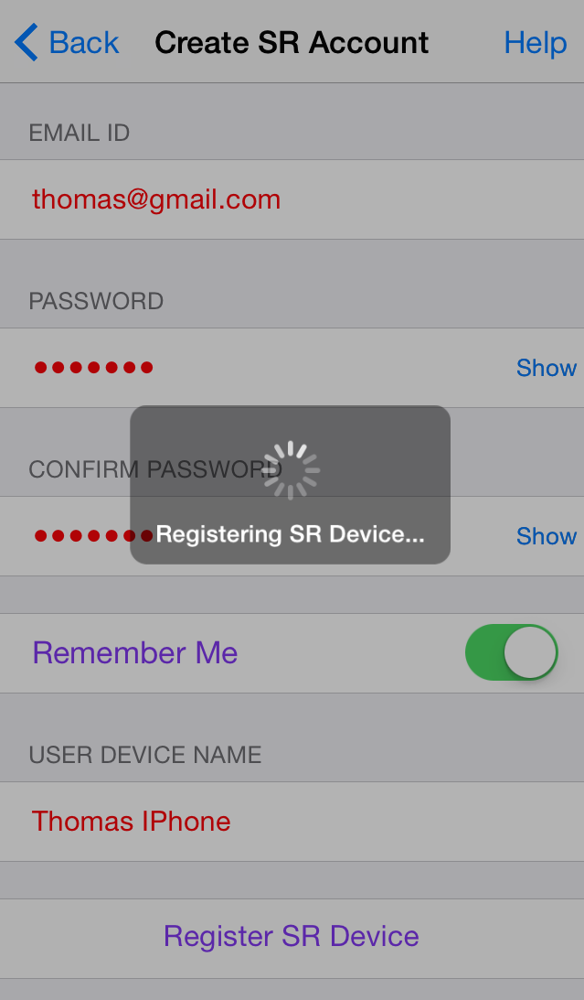 Back Create SR Account Help
EMAIL ID
thomas@gmail.com
PASSWORD
••••••• Show
CONFIRM PASSWORD
••••••• Show
Registering SR Device...
Remember Me
USER DEVICE NAME
Thomas IPhone
Register SR Device